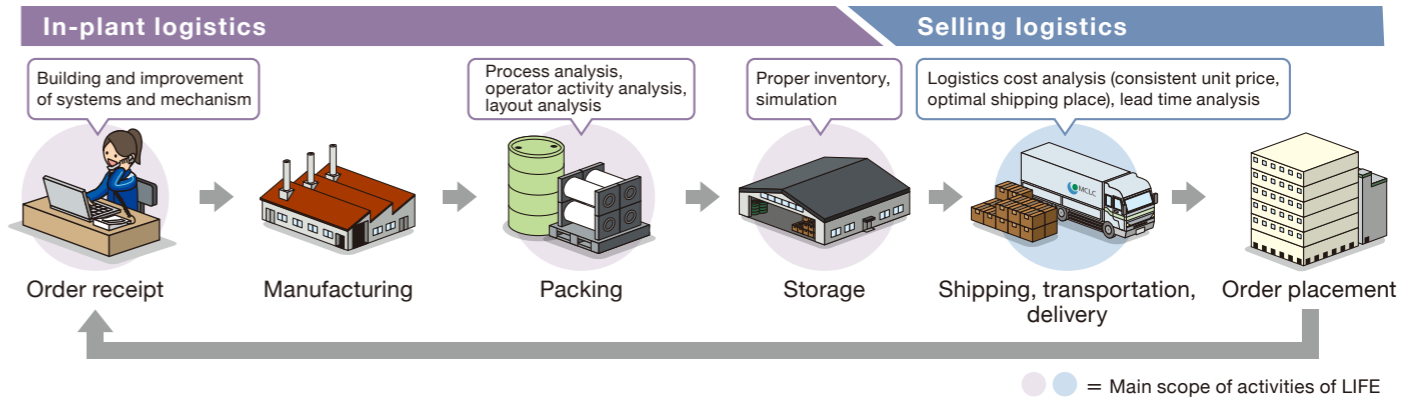 In-plant logistics
Selling logistics
Building and improvement
of systems and mechanism
Process analysis,
operator activity analysis,
layout analysis
Proper inventory,
simulation
Logistics cost analysis (consistent unit price,
optimal shipping place), lead time analysis
MCLC
Order receipt
Manufacturing
Packing
Storage
Shipping, transportation,
delivery
Order placement
= Main scope of activities of LIFE